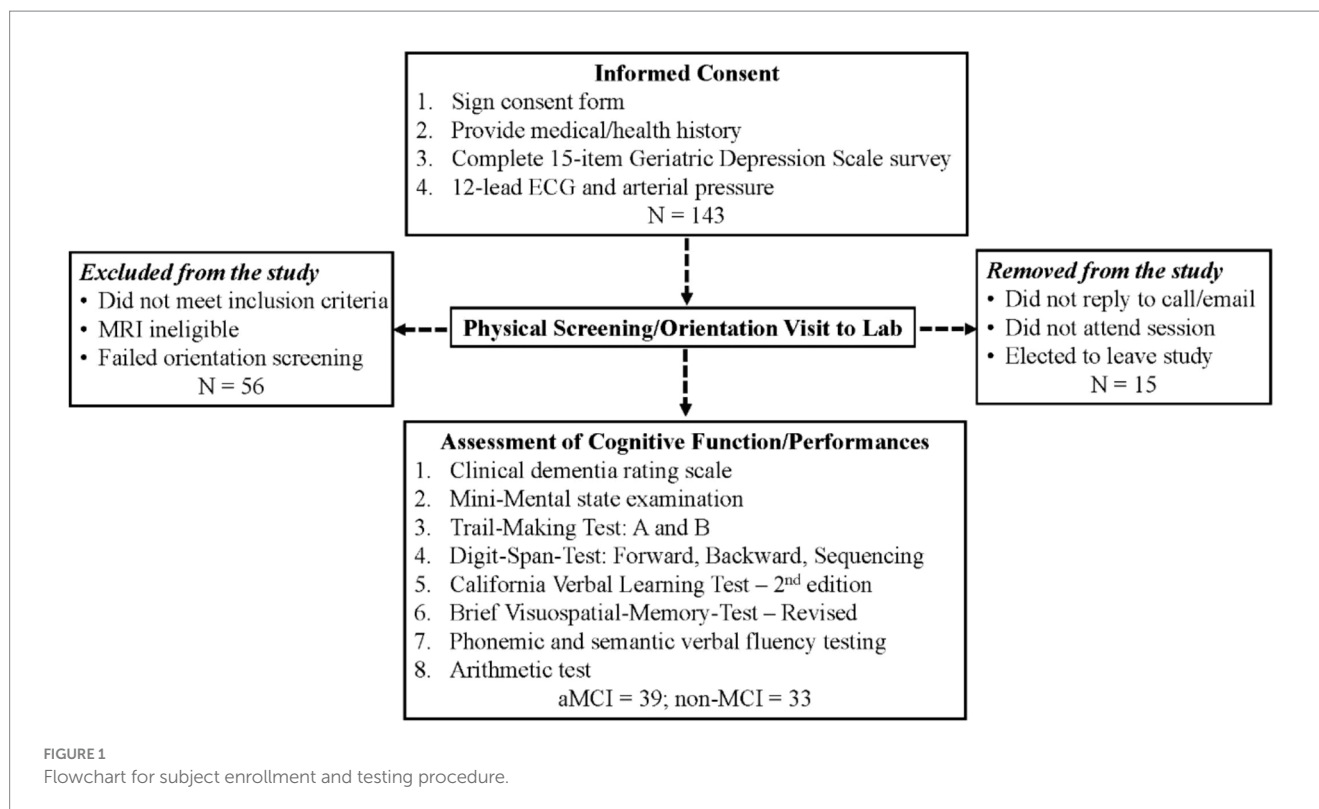 Informed Consent
1. Sign consent form
2. Provide medical/health history
3. Complete 15-item Geriatric Depression Scale survey
4. 12-lead ECG and arterial pressure
N = 143
Excluded from the study
• Did not meet inclusion criteria
• MRI ineligible
• Failed orientation screening
N = 56
Physical Screening/Orientation Visit to Lab
Removed from the study
• Did not reply to call/email
• Did not attend session
• Elected to leave study
N = 15
Assessment of Cognitive Function/Performances
1. Clinical dementia rating scale
2. Mini-Mental state examination
3. Trail-Making Test: A and B
4. Digit-Span-Test: Forward, Backward, Sequencing
5. California Verbal Learning Test – 2nd edition
6. Brief Visuospatial-Memory-Test – Revised
7. Phonemic and semantic verbal fluency testing
8. Arithmetic test
aMCI = 39; non-MCI = 33
FIGURE 1
Flowchart for subject enrollment and testing procedure.